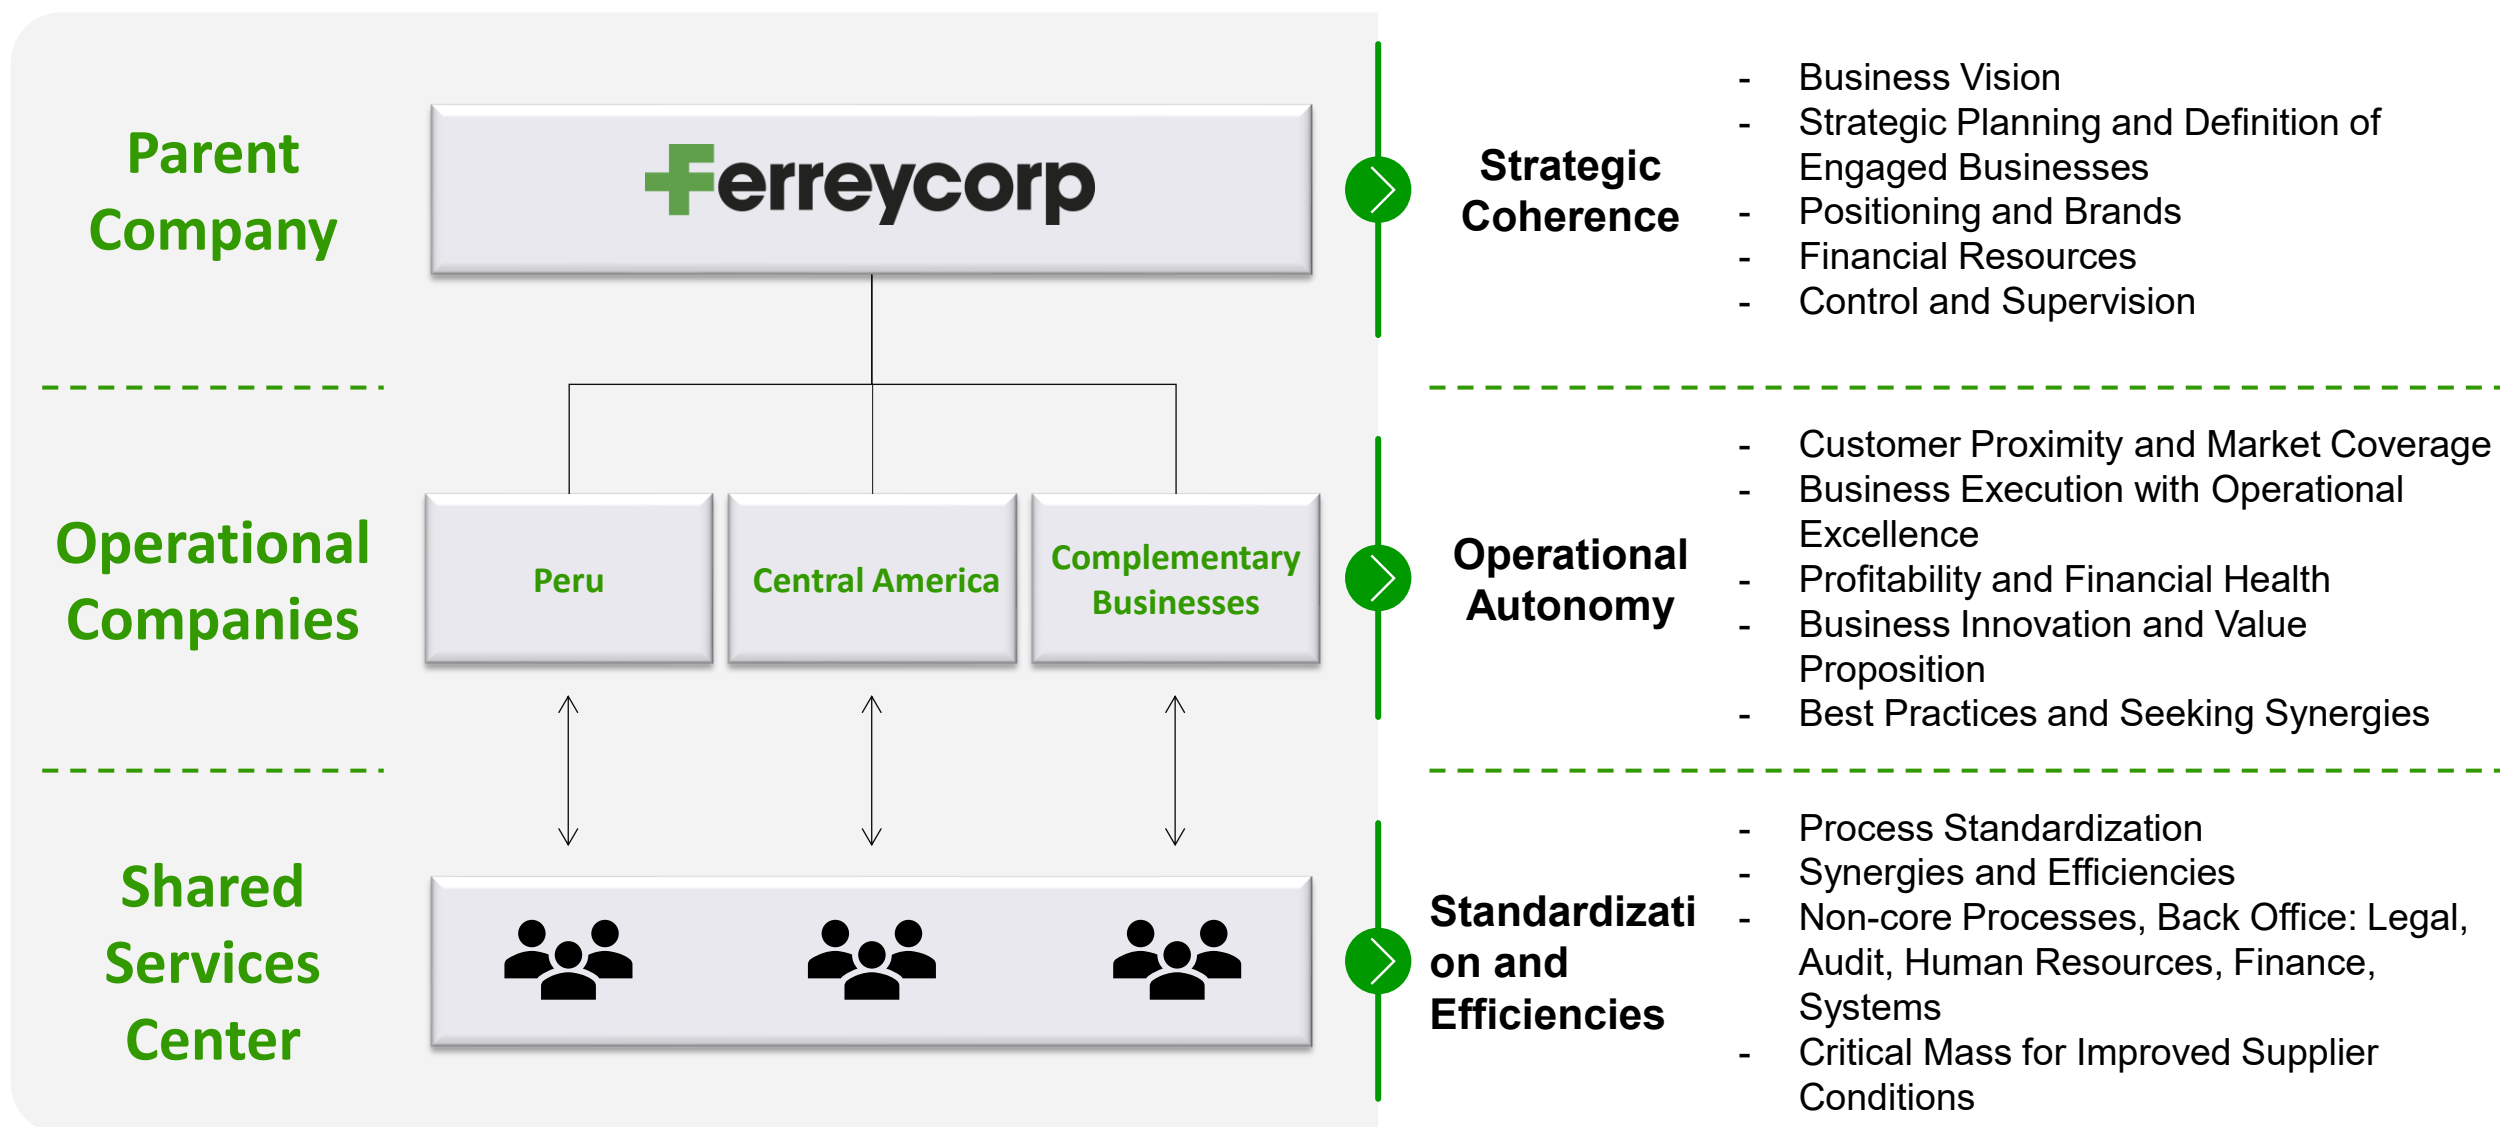 Parent
Company
Ferreycorp
Strategic
Coherence
- Business Vision
- Strategic Planning and Definition of
Engaged Businesses
- Positioning and Brands
- Financial Resources
- Control and Supervision
Operational
Companies
Peru
Central America
Complementary
Businesses
Operational
Autonomy
- Customer Proximity and Market Coverage
- Business Execution with Operational
Excellence
- Profitability and Financial Health
- Business Innovation and Value
Proposition
- Best Practices and Seeking Synergies
Shared
Services
Center
Standardizati
on and
Efficiencies
- Process Standardization
- Synergies and Efficiencies
- Non-core Processes, Back Office: Legal,
Audit, Human Resources, Finance,
Systems
- Critical Mass for Improved Supplier
Conditions